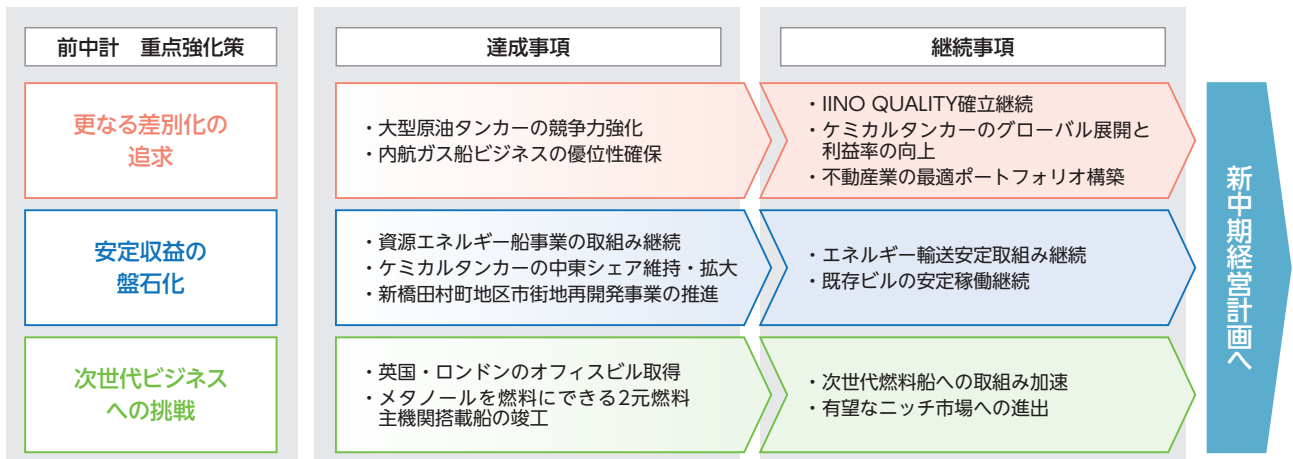 前中計　重点強化策
達成事項
継続事項
更なる差別化の
追求
・大型原油タンカーの競争力強化
・内航ガス船ビジネスの優位性確保
・IINO QUALITY確立継続
・ケミカルタンカーのグローバル展開と
利益率の向上
・不動産業の最適ポートフォリオ構築
安定収益の
盤石化
・資源エネルギー船事業の取組み継続
・ケミカルタンカーの中東シェア維持・拡大
・新橋田村町地区市街地再開発事業の推進
・エネルギー輸送安定取組み継続
・既存ビルの安定稼働継続
次世代ビジネス
への挑戦
・英国・ロンドンのオフィスビル取得
・メタノールを燃料にできる2元燃料
主機関搭載船の竣工
・次世代燃料船への取組み加速
・有望なニッチ市場への進出
新中期経営計画へ